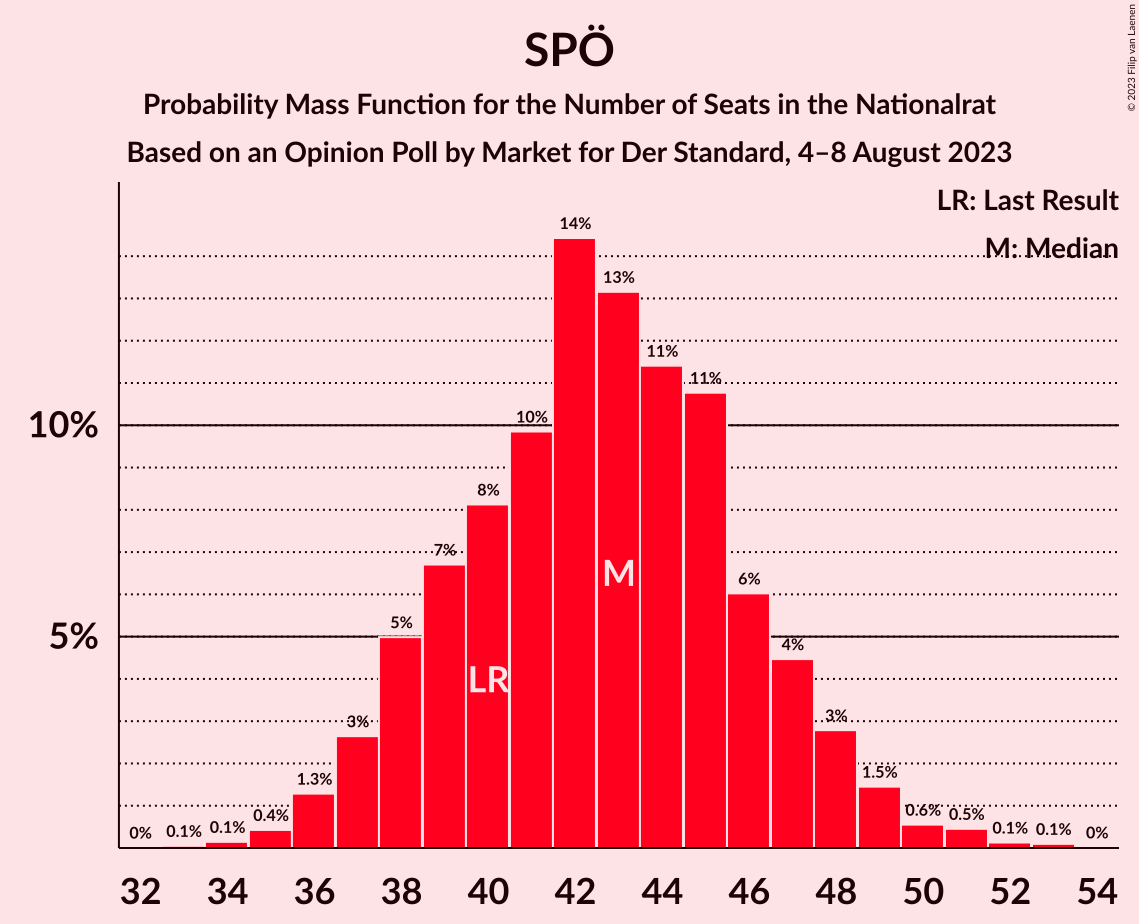 SPÖ
Probability Mass Function for the Number of Seats in the Nationalrat
Based on an Opinion Poll by Market for Der Standard, 4–8 August 2023
© 2023 Filip van Laenen
LR: Last Result
M: Median
10%
5%
0%
0.1%
0.1%
0.4%
1.3%
3%
5%
7%
8%
10%
14%
13%
11%
11%
6%
4%
3%
1.5%
0.6%
0.5%
0.1%
0.1%
0%
LR
M
32 34 36 38 40 42 44 46 48 50 52 54